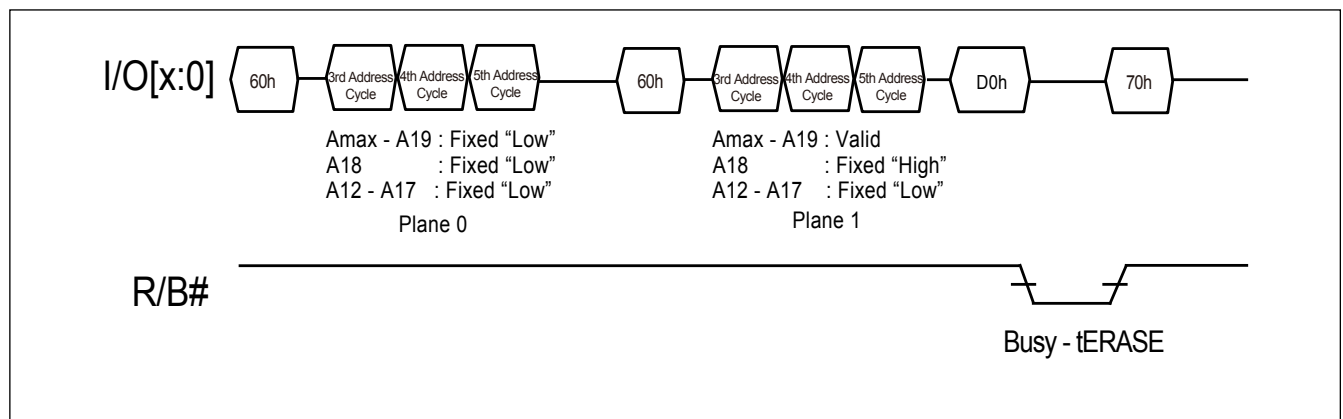 I/O[x:0] 60h 3rd Address Cycle 4th Address Cycle 5th Address Cycle 60h 3rd Address Cycle 4th Address Cycle 5th Address Cycle D0h 70h
Amax - A19 : Fixed “Low”
A18 : Fixed “Low”
A12 - A17 : Fixed “Low”
Plane 0
Amax - A19 : Valid
A18 : Fixed “High”
A12 - A17 : Fixed “Low”
Plane 1
R/B#
Busy - tERASE